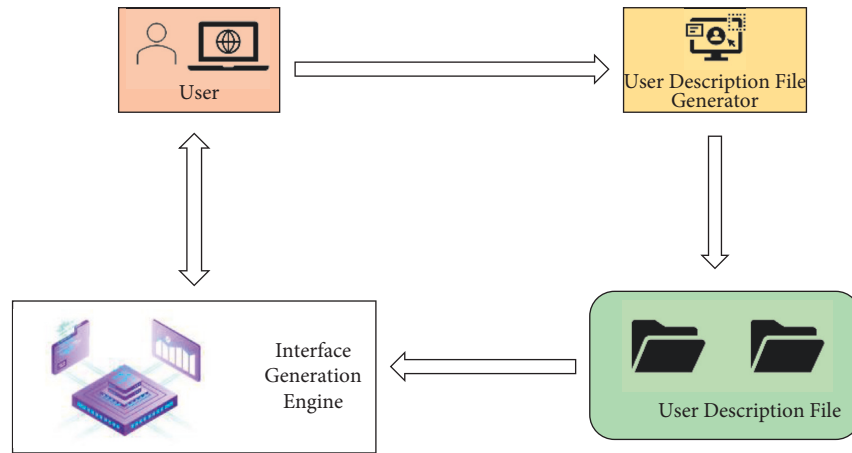 User
User Description File
Generator
Interface
Generation
Engine
User Description File